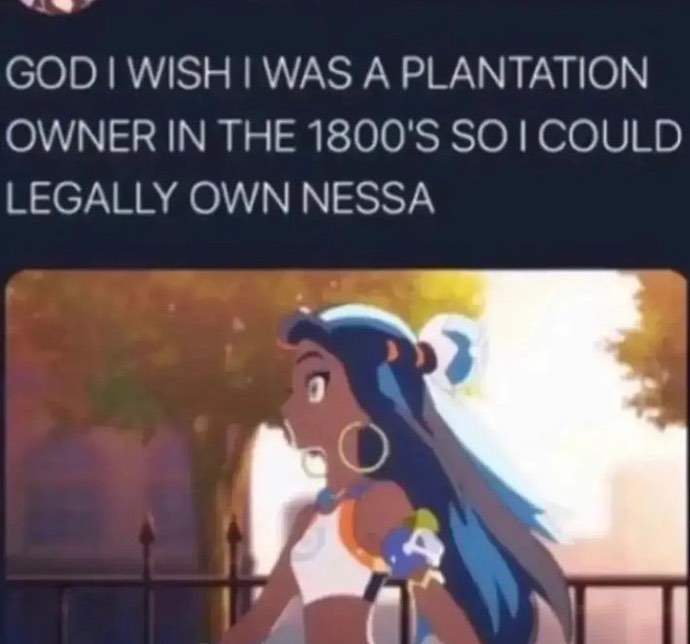 GOD I WISH I WAS A PLANTATION
OWNER IN THE 1800'S SO I COULD
LEGALLY OWN NESSA